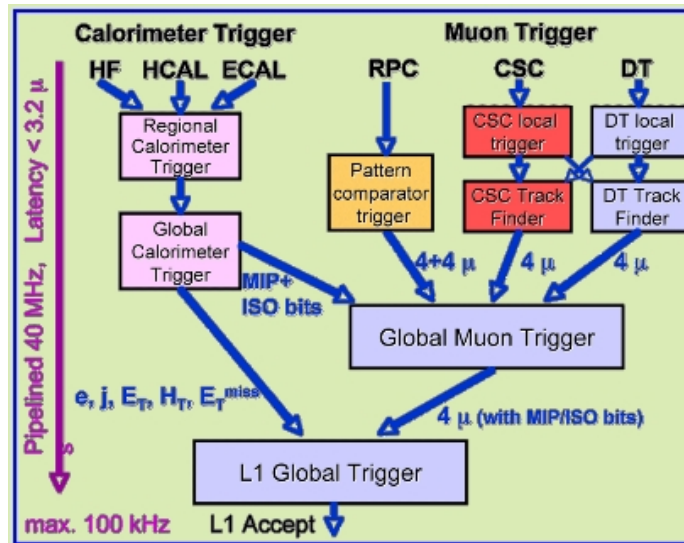 Calorimeter Trigger
Muon Trigger
HF HCAL ECAL
RPC CSC DT
Regional
Calorimeter
Trigger
CSC local
trigger
DT local
trigger
Pattern
comparator
trigger
CSC Track
Finder
DT Track
Finder
Global
Calorimeter
Trigger
MIP+
ISO bits
4+4 μ
4 μ
4 μ
Global Muon Trigger
e, j, E_T, H_T, E_T^miss
4 μ (with MIP/ISO bits)
L1 Global Trigger
L1 Accept
Pipelined 40 MHz, Latency < 3.2 μ
s
max. 100 kHz